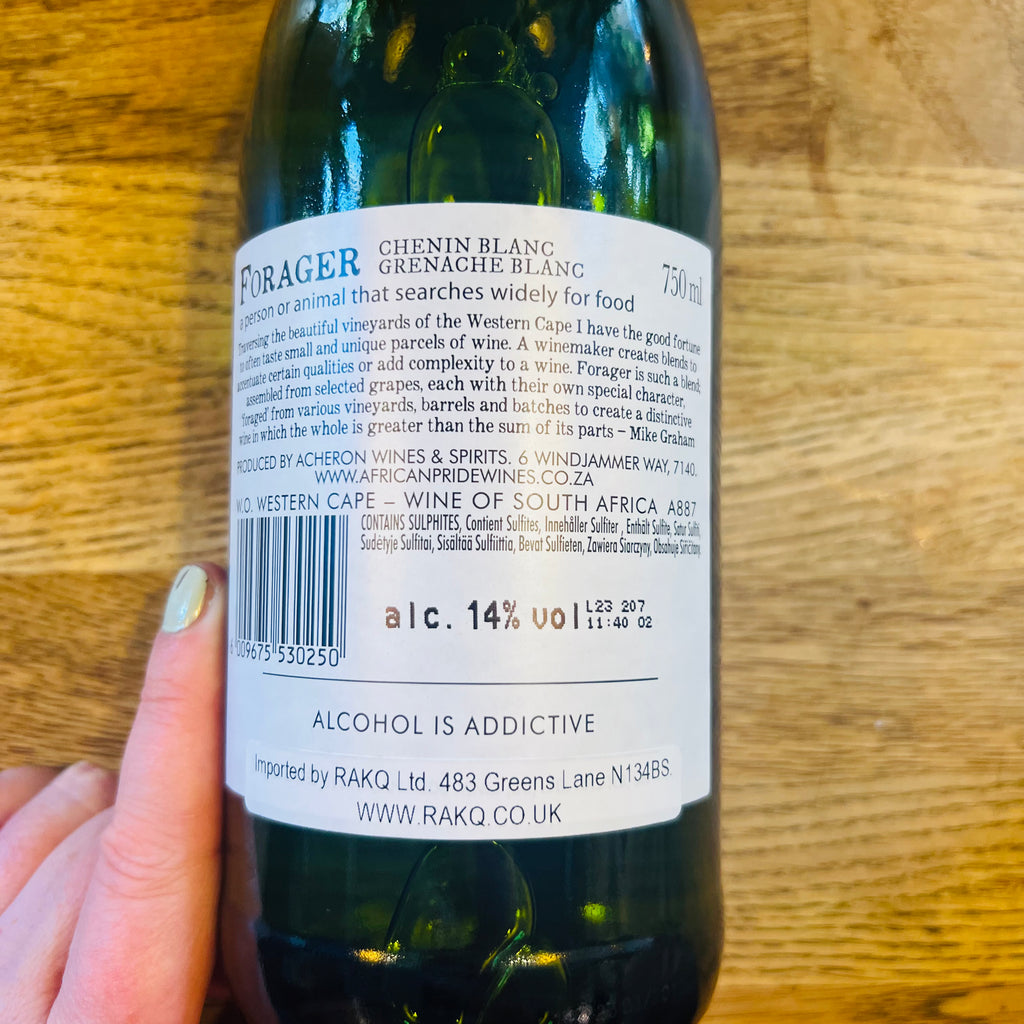 FORAGER
CHENIN BLANC
GRENACHE BLANC
750 ml
a person or animal that searches widely for food
Traversing the beautiful vineyards of the Western Cape I have the good fortune
to often taste small and unique parcels of wine. A winemaker creates blends to
accentuate certain qualities or add complexity to a wine. Forager is such a blend;
assembled from selected grapes, each with their own special character,
'foraged' from various vineyards, barrels and batches to create a distinctive
wine in which the whole is greater than the sum of its parts – Mike Graham
PRODUCED BY ACHERON WINES & SPIRITS. 6 WINDJAMMER WAY, 7140.
WWW.AFRICANPRIDEWINES.CO.ZA
W.O. WESTERN CAPE – WINE OF SOUTH AFRICA A887
CONTAINS SULPHITES, Contient Sulfites, Innehåller Sulfiter , Enthält Sulfite,
Sudėtyje Sulfitai, Sisältää Sulfiittia, Bevat Sulfieten, Zawiera Siarczyny, Obsahuje
alc. 14% vol
L23 207
11:40 02
6 009675 530250
ALCOHOL IS ADDICTIVE
Imported by RAKQ Ltd. 483 Greens Lane N134BS.
WWW.RAKQ.CO.UK